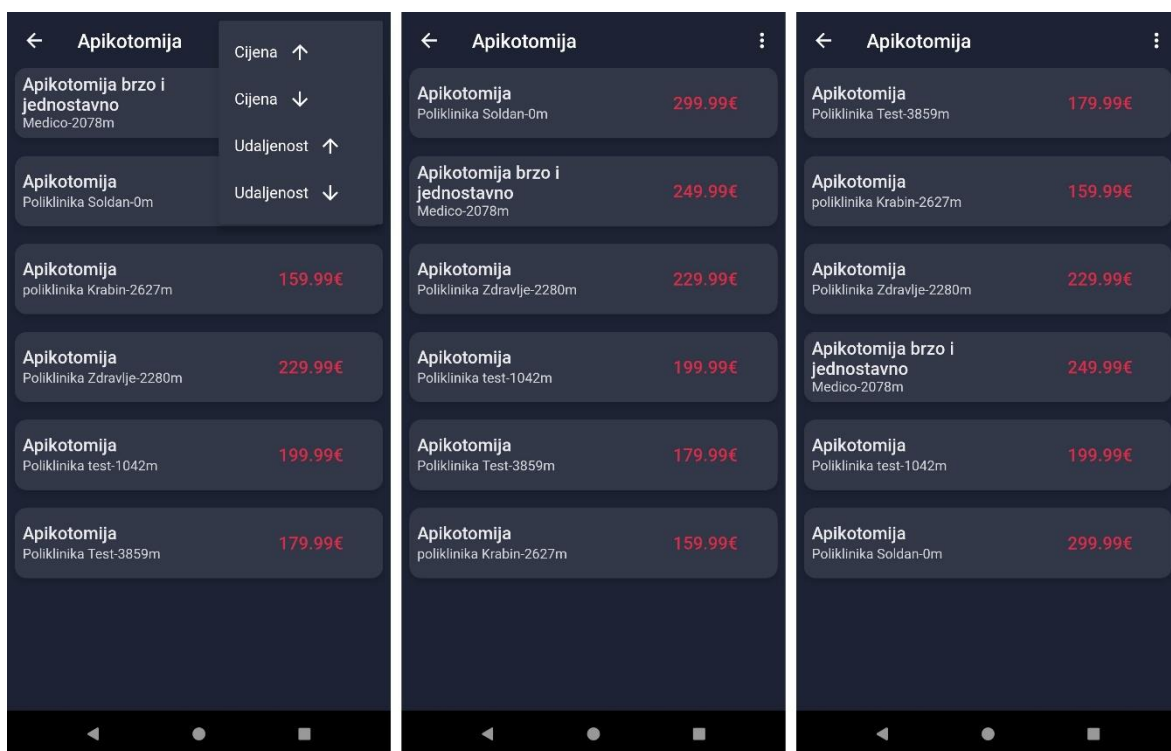 Apikotomija
Cijena ↑
Cijena ↓
Udaljenost ↑
Udaljenost ↓
Apikotomija brzo i
jednostavno
Medico-2078m
Apikotomija
Poliklinika Soldan-0m
Apikotomija
poliklinika Krabin-2627m
159.99€
Apikotomija
Poliklinika Zdravlje-2280m
229.99€
Apikotomija
Poliklinika test-1042m
199.99€
Apikotomija
Poliklinika Test-3859m
179.99€
Apikotomija
Apikotomija
Poliklinika Soldan-0m
299.99€
Apikotomija brzo i
jednostavno
Medico-2078m
249.99€
Apikotomija
Poliklinika Zdravlje-2280m
229.99€
Apikotomija
Poliklinika test-1042m
199.99€
Apikotomija
Poliklinika Test-3859m
179.99€
Apikotomija
poliklinika Krabin-2627m
159.99€
Apikotomija
Apikotomija
Poliklinika Test-3859m
179.99€
Apikotomija
poliklinika Krabin-2627m
159.99€
Apikotomija
Poliklinika Zdravlje-2280m
229.99€
Apikotomija brzo i
jednostavno
Medico-2078m
249.99€
Apikotomija
Poliklinika test-1042m
199.99€
Apikotomija
Poliklinika Soldan-0m
299.99€